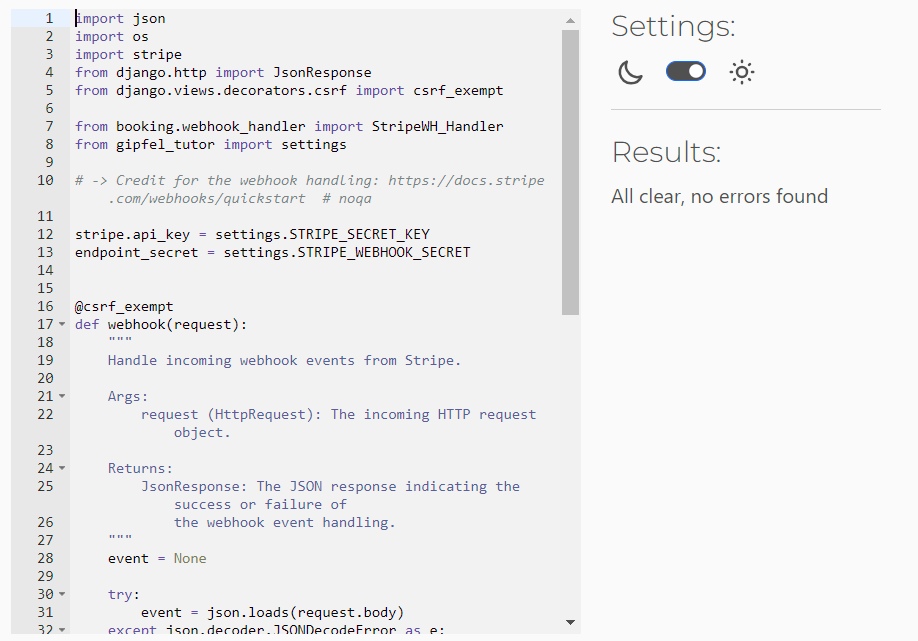 1 import json
2 import os
3 import stripe
4 from django.http import JsonResponse
5 from django.views.decorators.csrf import csrf_exempt
6
7 from booking.webhook_handler import StripeWH_Handler
8 from gipfel_tutor import settings
9
10 # -> Credit for the webhook handling: https://docs.stripe
.com/webhooks/quickstart  # noqa
11
12 stripe.api_key = settings.STRIPE_SECRET_KEY
13 endpoint_secret = settings.STRIPE_WEBHOOK_SECRET
14
15
16 @csrf_exempt
17 def webhook(request):
18 """
19 Handle incoming webhook events from Stripe.
20
21 Args:
22 request (HttpRequest): The incoming HTTP request
object.
23
24 Returns:
25 JsonResponse: The JSON response indicating the
success or failure of
26 the webhook event handling.
27 """
28 event = None
29
30 try:
31 event = json.loads(request.body)
32 except json.decoder.JSONDecodeError as e:
Settings:
Results:
All clear, no errors found